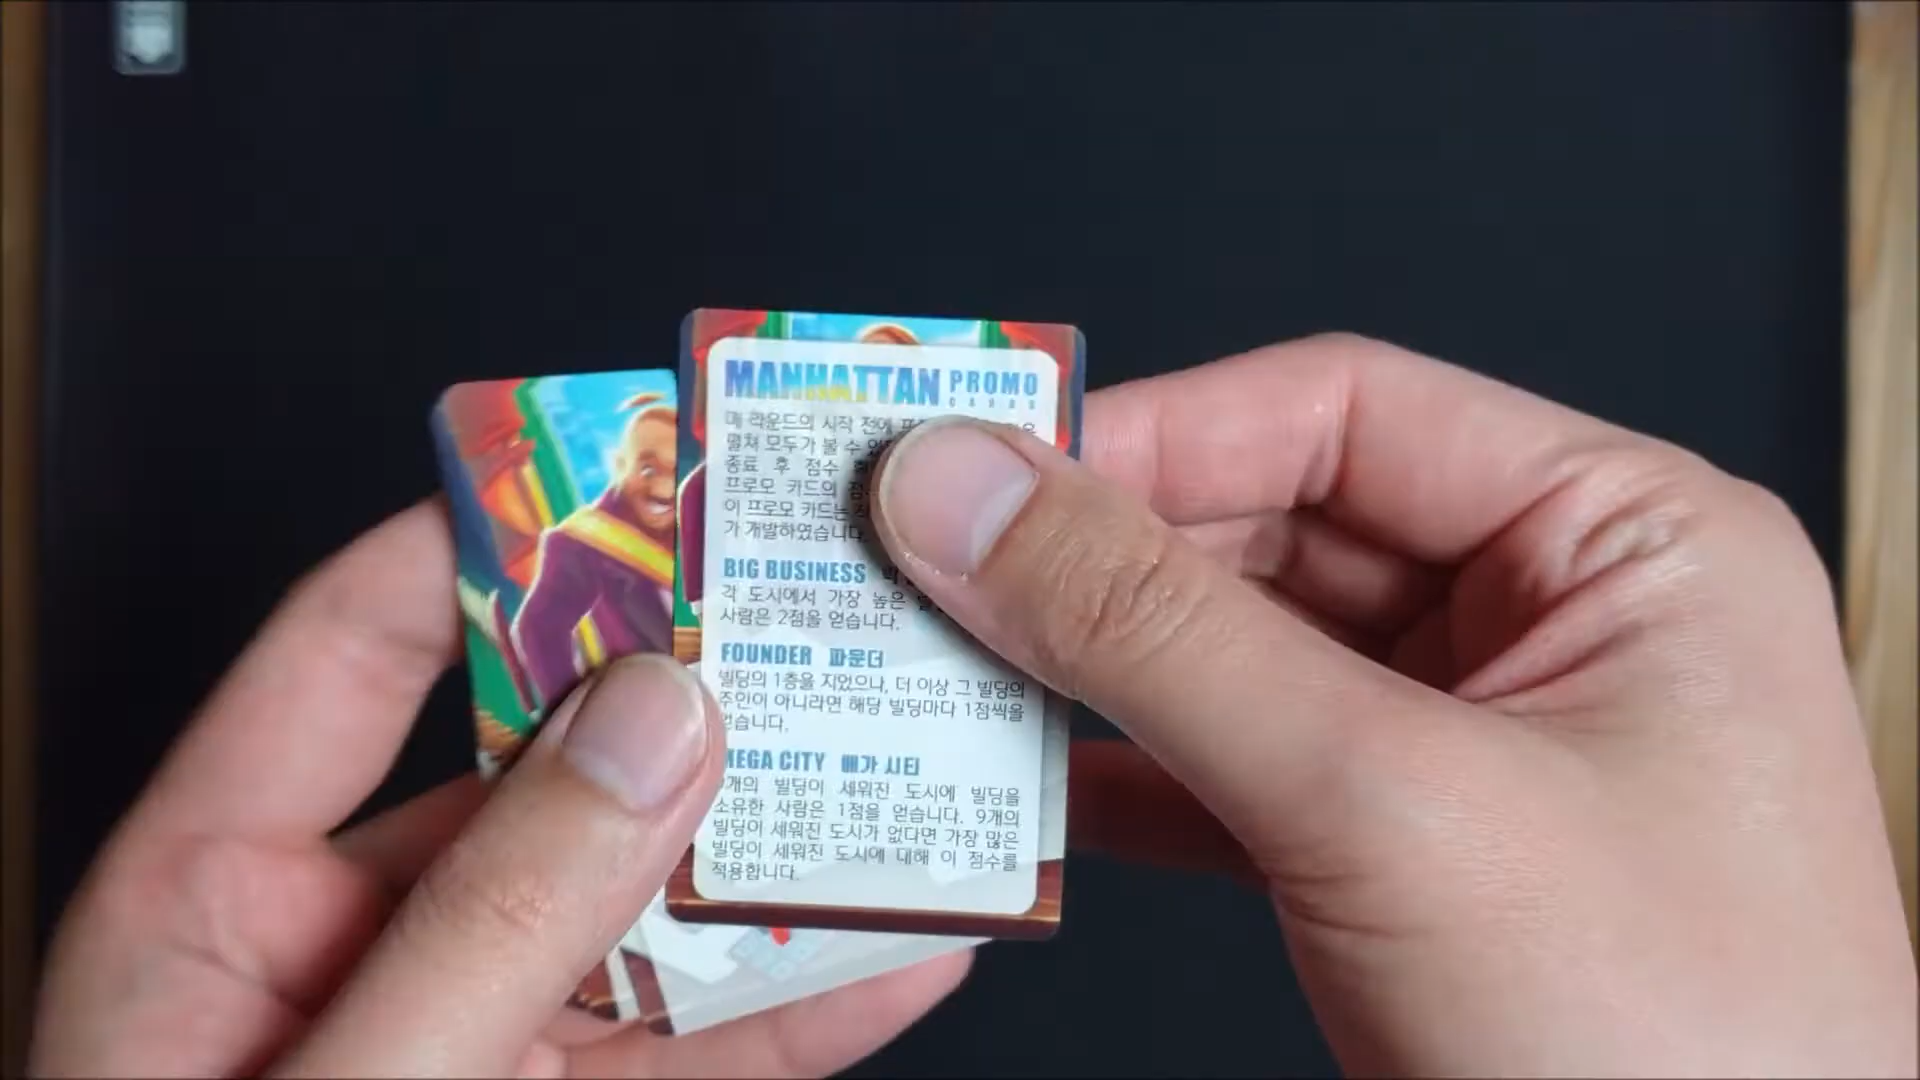 MANHATTAN PROMO
CARDS
매 라운드의 시작 전에
펼쳐 모두가 볼 수
종료 후 점수
프로모 카드의
이 프로모 카드는
가 개발하였습니다.
BIG BUSINESS
각 도시에서 가장 높은
사람은 2점을 얻습니다.
FOUNDER 파운더
빌딩의 1층을 지었으나, 더 이상 그 빌딩의
주인이 아니라면 해당 빌딩마다 1점씩을
얻습니다.
MEGA CITY 메가 시티
빌딩이 세워진 도시에 빌딩을
소유한 사람은 1점을 얻습니다. 9개의
빌딩이 세워진 도시가 없다면 가장 많은
빌딩이 세워진 도시에 대해 이 점수를
적용합니다.